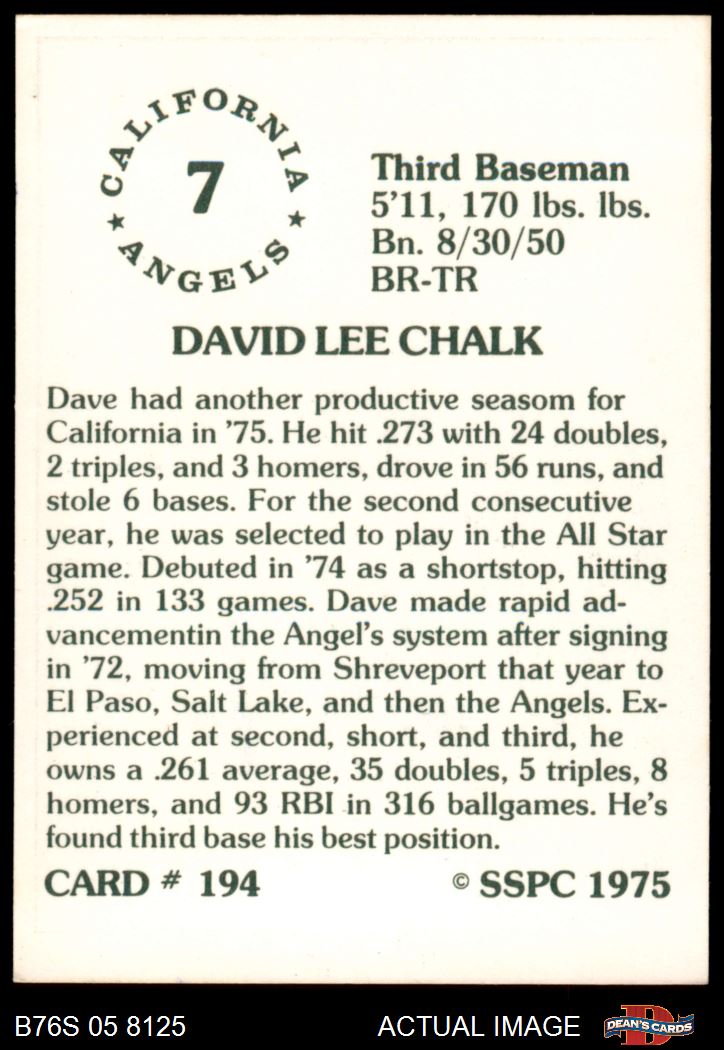 CALIFORNIA
7
★ ANGELS ★
Third Baseman
5'11, 170 lbs. lbs.
Bn. 8/30/50
BR-TR
DAVID LEE CHALK
Dave had another productive seasom for
California in '75. He hit .273 with 24 doubles,
2 triples, and 3 homers, drove in 56 runs, and
stole 6 bases. For the second consecutive
year, he was selected to play in the All Star
game. Debuted in '74 as a shortstop, hitting
.252 in 133 games. Dave made rapid ad-
vancementin the Angel's system after signing
in '72, moving from Shreveport that year to
El Paso, Salt Lake, and then the Angels. Ex-
perienced at second, short, and third, he
owns a .261 average, 35 doubles, 5 triples, 8
homers, and 93 RBI in 316 ballgames. He's
found third base his best position.
CARD # 194 © SSPC 1975
B76S 05 8125 ACTUAL IMAGE D DEAN'S CARDS